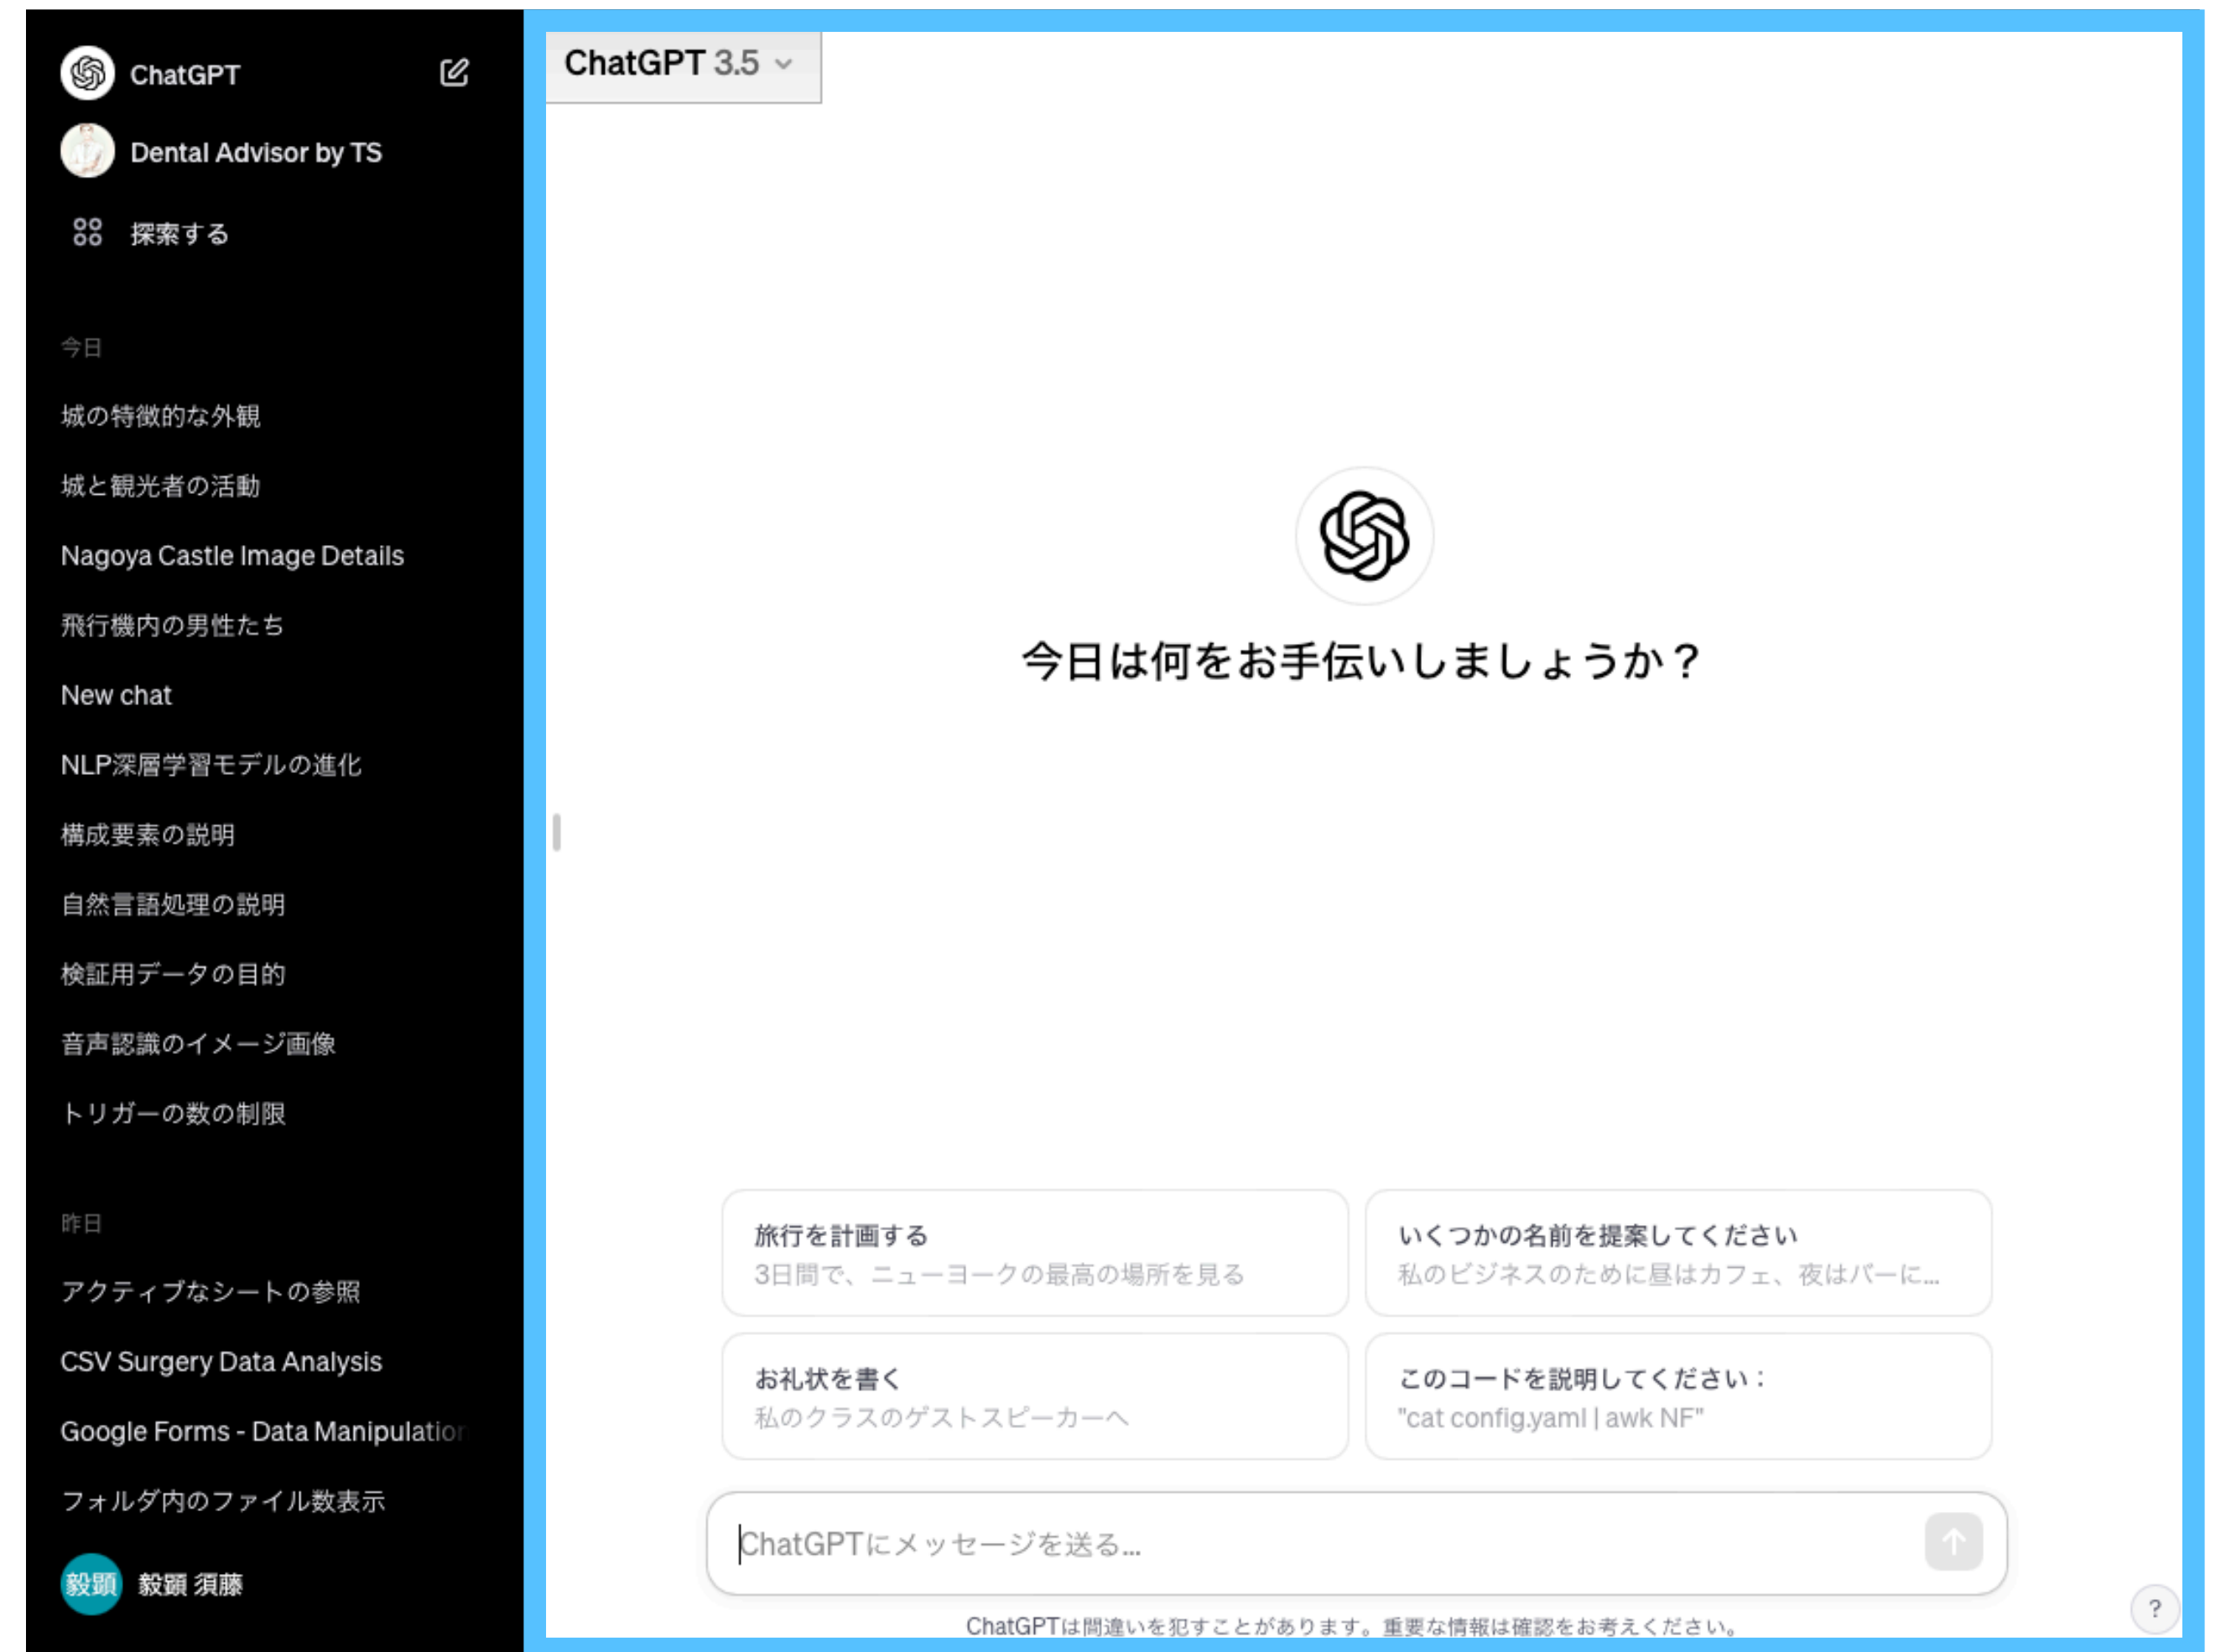 ChatGPT
Dental Advisor by TS
探索する
今日
城の特徴的な外観
城と観光者の活動
Nagoya Castle Image Details
飛行機内の男性たち
New chat
NLP深層学習モデルの進化
構成要素の説明
自然言語処理の説明
検証用データの目的
音声認識のイメージ画像
トリガーの数の制限
昨日
アクティブなシートの参照
CSV Surgery Data Analysis
Google Forms - Data Manipulation
フォルダ内のファイル数表示
毅顕 毅顕 須藤
ChatGPT 3.5
今日は何をお手伝いしましょうか？
旅行を計画する
3日間で、ニューヨークの最高の場所を見る
いくつかの名前を提案してください
私のビジネスのために昼はカフェ、夜はバーに...
お礼状を書く
私のクラスのゲストスピーカーへ
このコードを説明してください：
"cat config.yaml | awk NF"
ChatGPTにメッセージを送る...
ChatGPTは間違いを犯すことがあります。重要な情報は確認をお考えください。
?